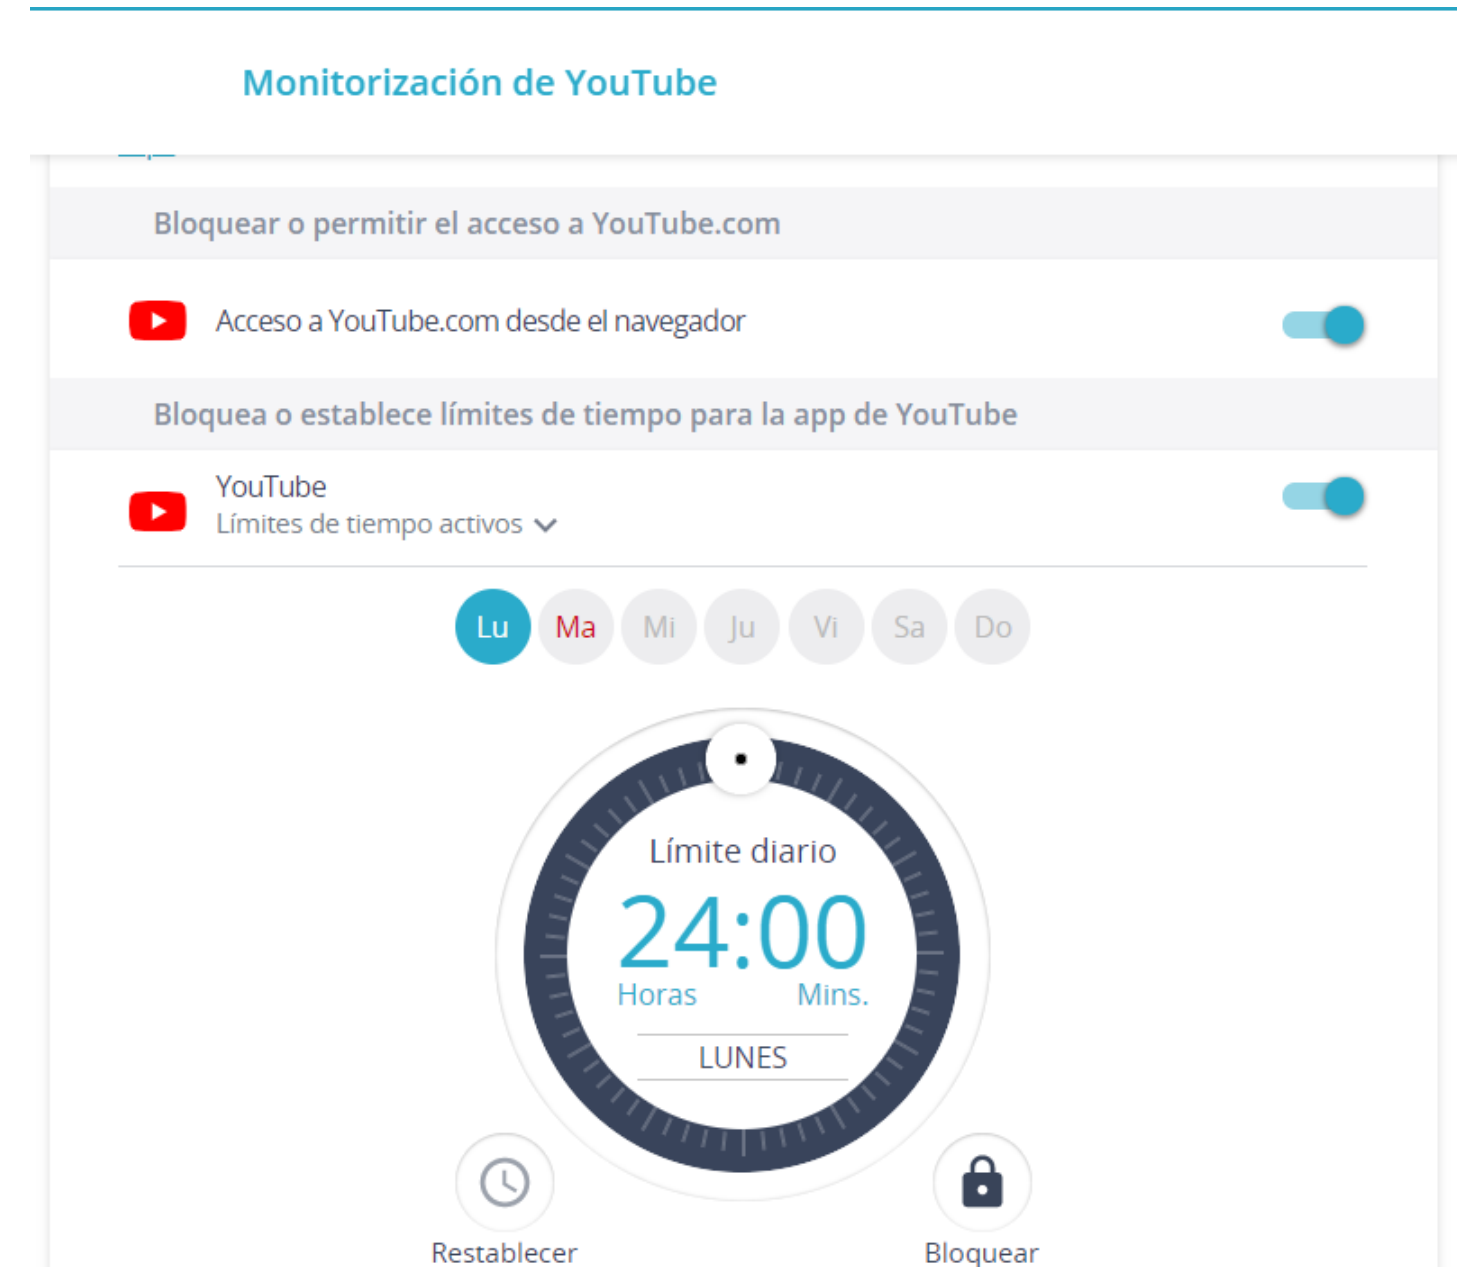 Monitorización de YouTube
Bloquear o permitir el acceso a YouTube.com
Acceso a YouTube.com desde el navegador
Bloquea o establece límites de tiempo para la app de YouTube
YouTube
Límites de tiempo activos
Lu Ma Mi Ju Vi Sa Do
Límite diario
24:00
Horas Mins.
LUNES
Restablecer Bloquear